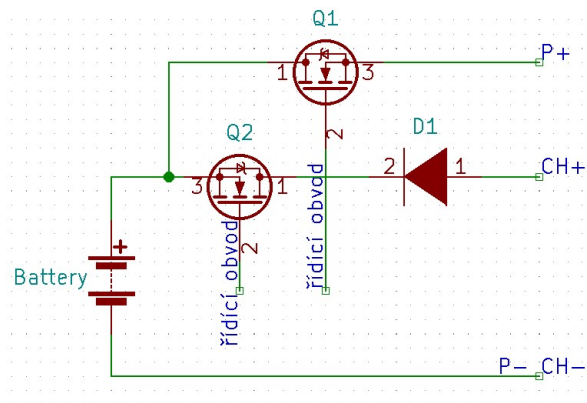 Q1
P+
1
3
2
Q2
D1
3
1
2
1
CH+
2
řídící obvod
řídící obvod
+
Battery
P- CH-